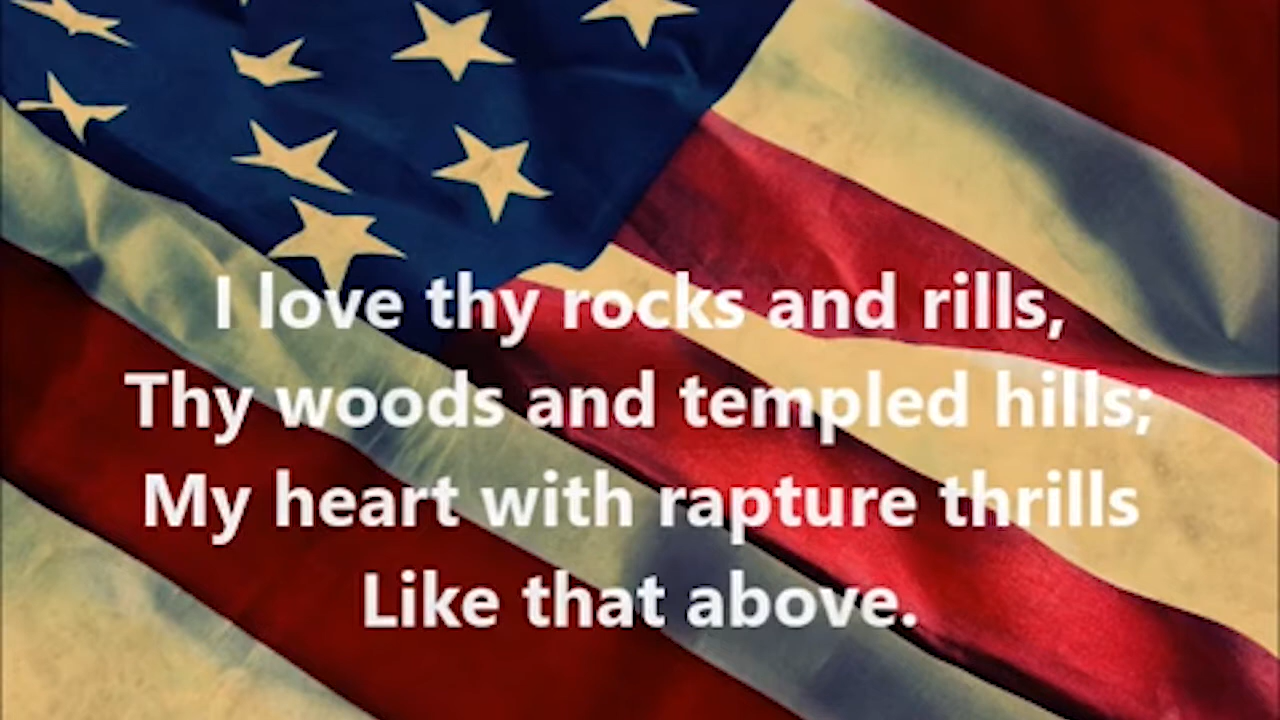 I love thy rocks and rills,
Thy woods and templed hills;
My heart with rapture thrills
Like that above.